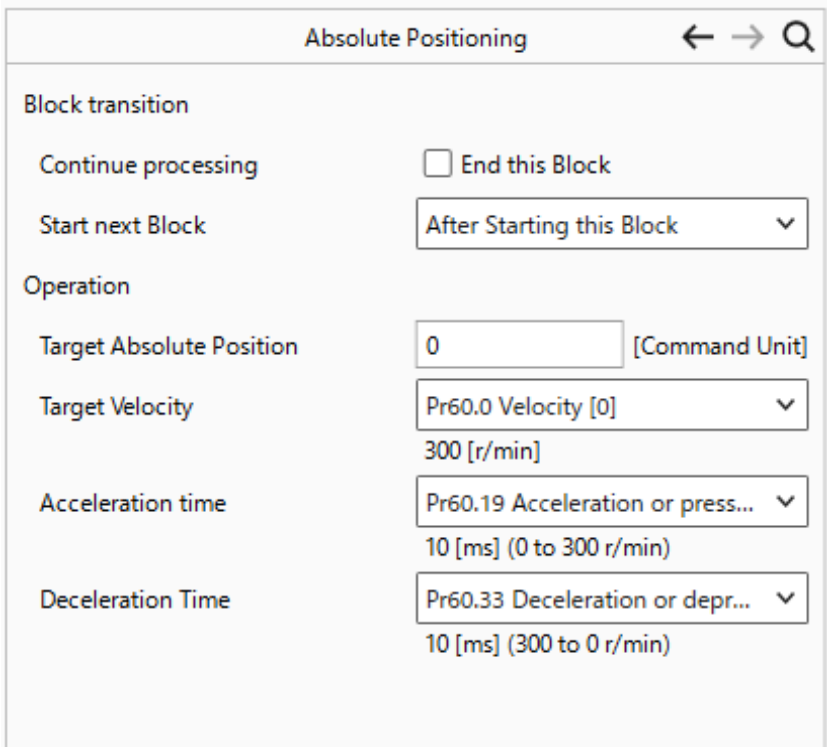 Absolute Positioning
Block transition
Continue processing End this Block
Start next Block After Starting this Block
Operation
Target Absolute Position 0 [Command Unit]
Target Velocity Pr60.0 Velocity [0]
300 [r/min]
Acceleration time Pr60.19 Acceleration or press...
10 [ms] (0 to 300 r/min)
Deceleration Time Pr60.33 Deceleration or depr...
10 [ms] (300 to 0 r/min)